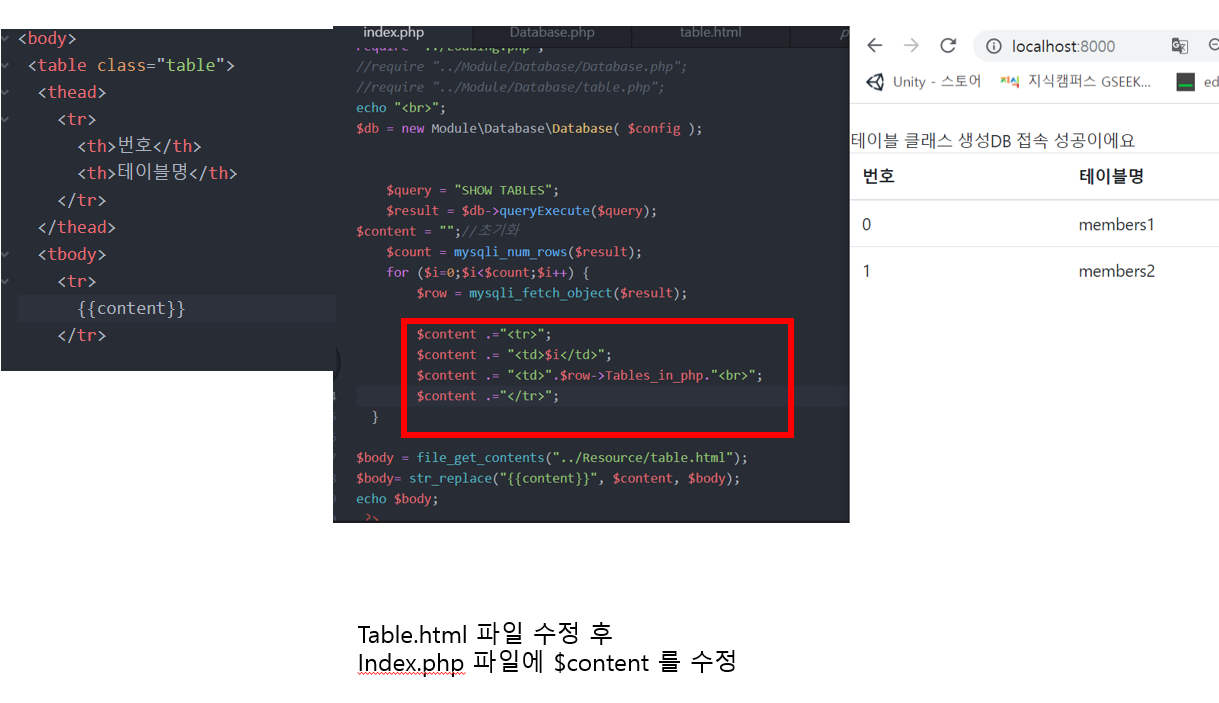 <body>
<table class="table">
<thead>
<tr>
<th>번호</th>
<th>테이블명</th>
</tr>
</thead>
<tbody>
<tr>
{{content}}
</tr>
index.php Database.php table.html
require "../Loading.php";
//require "../Module/Database/Database.php";
//require "../Module/Database/table.php";
echo "<br>";
$db = new Module\Database\Database( $config );
$query = "SHOW TABLES";
$result = $db->queryExecute($query);
$content = "";//초기화
$count = mysqli_num_rows($result);
for ($i=0;$i<$count;$i++) {
$row = mysqli_fetch_object($result);
$content .="<tr>";
$content .= "<td>$i</td>";
$content .= "<td>".$row->Tables_in_php."<br>";
$content .="</tr>";
}
$body = file_get_contents("../Resource/table.html");
$body= str_replace("{{content}}", $content, $body);
echo $body;
localhost:8000
Unity - 스토어 지식 지식캠퍼스 GSEEK... ed
테이블 클래스 생성DB 접속 성공이에요
번호 테이블명
0 members1
1 members2
Table.html 파일 수정 후
Index.php 파일에 $content 를 수정